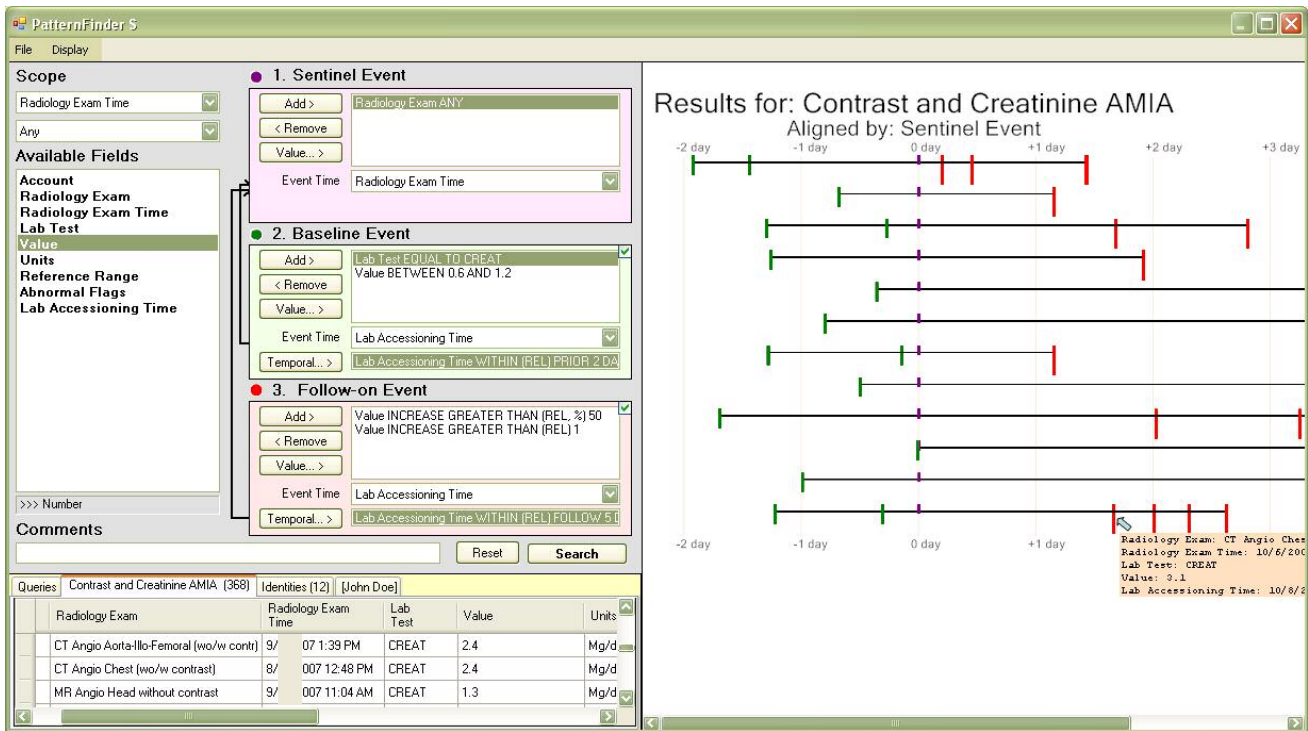 PatternFinder S
File Display
Scope
Radiology Exam Time
Any
Available Fields
Account
Radiology Exam
Radiology Exam Time
Lab Test
Value
Units
Reference Range
Abnormal Flags
Lab Accessioning Time
>>> Number
Comments
1. Sentinel Event
Add >
< Remove
Value... >
Radiology Exam ANY
Event Time Radiology Exam Time
2. Baseline Event
Add >
< Remove
Value... >
Lab Test EQUAL TO CREAT
Value BETWEEN 0.6 AND 1.2
Event Time Lab Accessioning Time
Temporal... > Lab Accessioning Time WITHIN (REL) PRIOR 2 DA
3. Follow-on Event
Add >
< Remove
Value... >
Value INCREASE GREATER THAN (REL, %) 50
Value INCREASE GREATER THAN (REL) 1
Event Time Lab Accessioning Time
Temporal... > Lab Accessioning Time WITHIN (REL) FOLLOW 5 D
Reset Search
Queries Contrast and Creatinine AMIA (368) Identities (12) [John Doe]
Radiology Exam Radiology Exam Time Lab Test Value Units
CT Angio Aorta-Illo-Femoral (wo/w contr) 9/ 07 1:39 PM CREAT 2.4 Mg/d
CT Angio Chest (wo/w contrast) 8/ 007 12:48 PM CREAT 2.4 Mg/d
MR Angio Head without contrast 9/ 007 11:04 AM CREAT 1.3 Mg/d
Results for: Contrast and Creatinine AMIA
Aligned by: Sentinel Event
-2 day -1 day 0 day +1 day +2 day +3 day
-2 day -1 day 0 day +1 day
Radiology Exam: CT Angio Ches
Radiology Exam Time: 10/6/200
Lab Test: CREAT
Value: 3.1
Lab Accessioning Time: 10/8/2